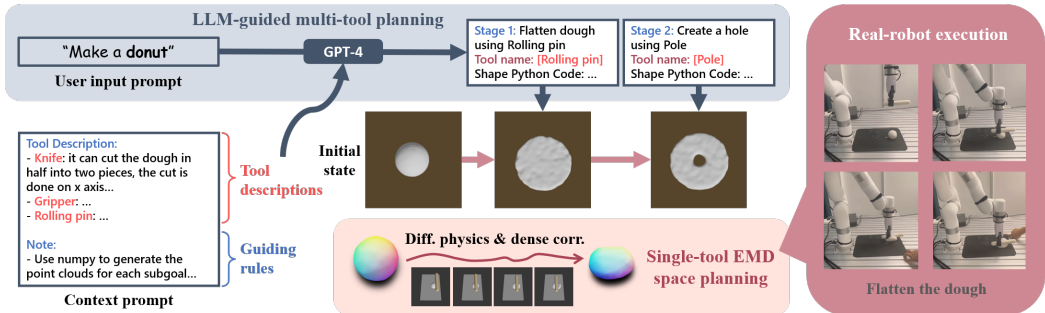 LLM-guided multi-tool planning
“Make a donut”
User input prompt
GPT-4
Stage 1: Flatten dough
using Rolling pin
Tool name: [Rolling pin]
Shape Python Code: ...
Stage 2: Create a hole
using Pole
Tool name: [Pole]
Shape Python Code: ...
Tool Description:
- Knife: it can cut the dough in
half into two pieces, the cut is
done on x axis...
- Gripper: ...
- Rolling pin: ...
Note:
- Use numpy to generate the
point clouds for each subgoal...
Context prompt
Tool
descriptions
Guiding
rules
Initial
state
Diff. physics & dense corr.
Single-tool EMD
space planning
Real-robot execution
Flatten the dough